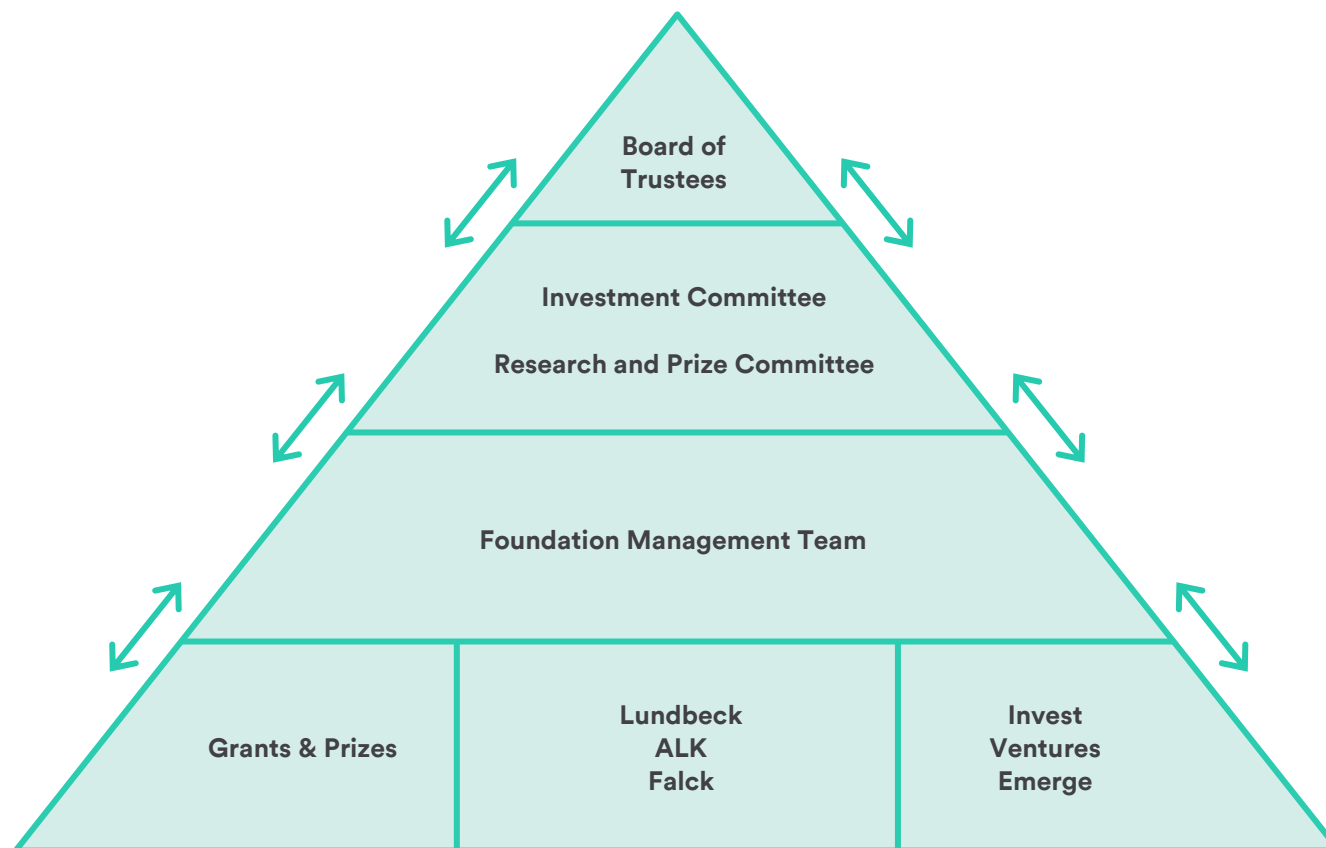 Board of
Trustees
Investment Committee
Research and Prize Committee
Foundation Management Team
Grants & Prizes
Lundbeck
ALK
Falck
Invest
Ventures
Emerge